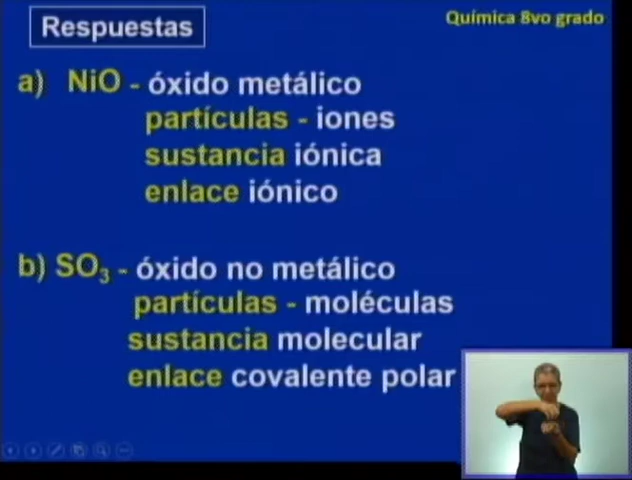 Respuestas
Química 8vo grado
a) NiO - óxido metálico
partículas - iones
sustancia iónica
enlace iónico
b) SO₃ - óxido no metálico
partículas - moléculas
sustancia molecular
enlace covalente polar